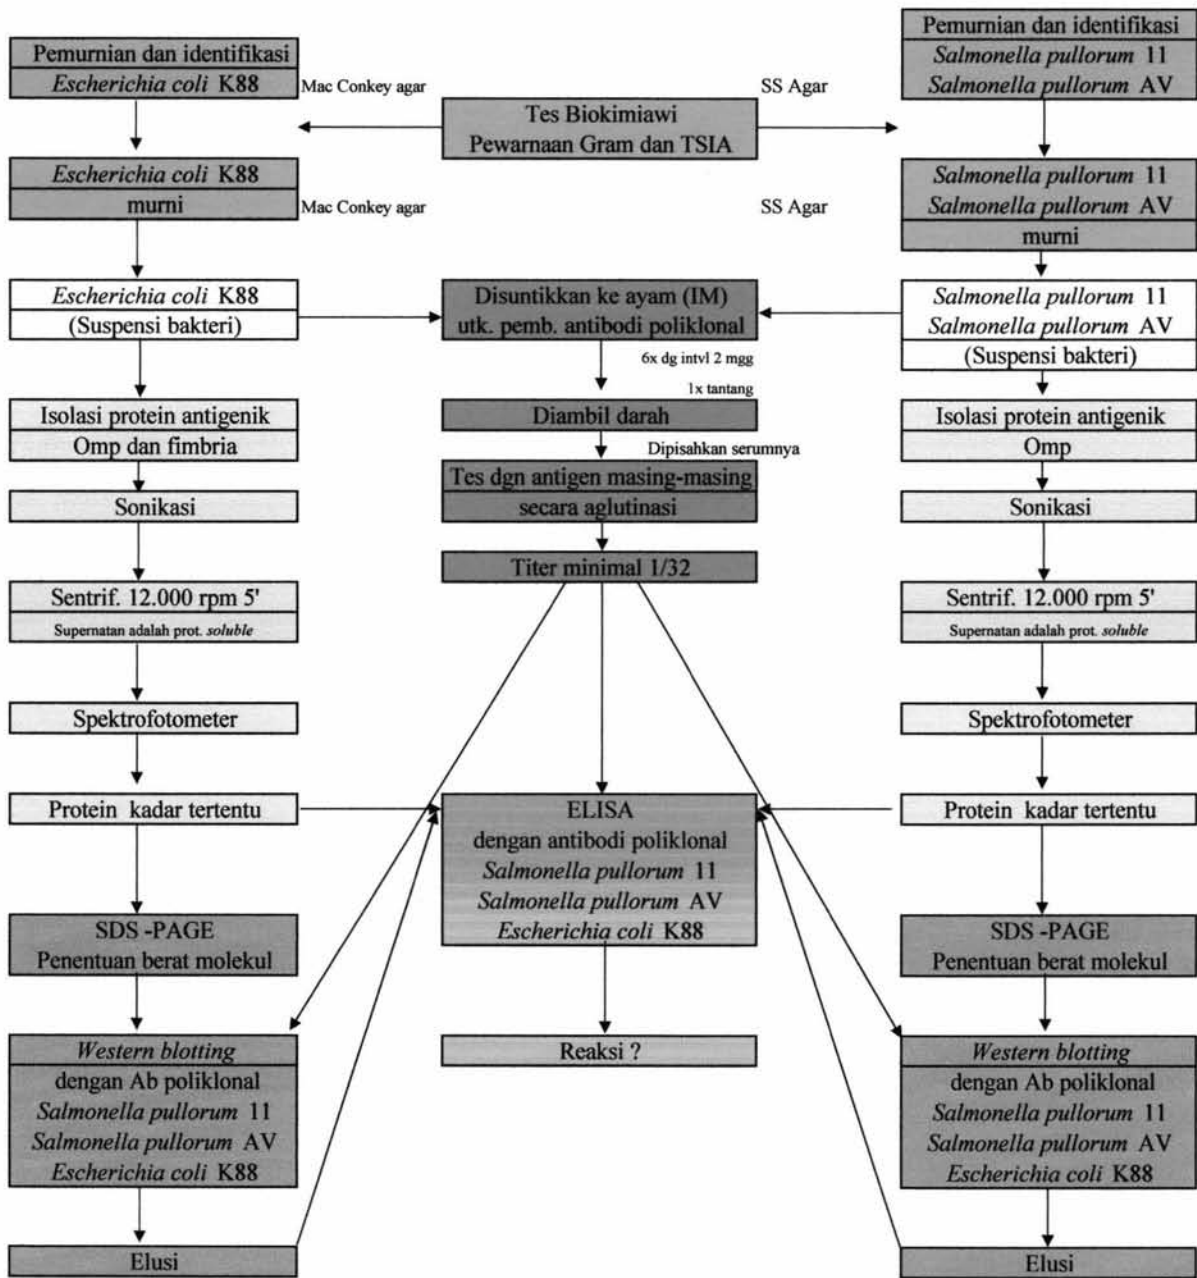 Pemurnian dan identifikasi
Escherichia coli K88
Mac Conkey agar
Escherichia coli K88
murni
Mac Conkey agar
Escherichia coli K88
(Suspensi bakteri)
Isolasi protein antigenik
Omp dan fimbria
Sonikasi
Sentrif. 12.000 rpm 5'
Supernatan adalah prot. soluble
Spektrofotometer
Protein kadar tertentu
SDS -PAGE
Penentuan berat molekul
Western blotting
dengan Ab poliklonal
Salmonella pullorum 11
Salmonella pullorum AV
Escherichia coli K88
Elusi
Tes Biokimiawi
Pewarnaan Gram dan TSIA
Disuntikkan ke ayam (IM)
utk. pemb. antibodi poliklonal
6x dg intvl 2 mgg
1x tantang
Diambil darah
Dipisahkan serumnya
Tes dgn antigen masing-masing
secara aglutinasi
Titer minimal 1/32
ELISA
dengan antibodi poliklonal
Salmonella pullorum 11
Salmonella pullorum AV
Escherichia coli K88
Reaksi ?
Pemurnian dan identifikasi
Salmonella pullorum 11
Salmonella pullorum AV
SS Agar
Salmonella pullorum 11
Salmonella pullorum AV
murni
SS Agar
Salmonella pullorum 11
Salmonella pullorum AV
(Suspensi bakteri)
Isolasi protein antigenik
Omp
Sonikasi
Sentrif. 12.000 rpm 5'
Supernatan adalah prot. soluble
Spektrofotometer
Protein kadar tertentu
SDS -PAGE
Penentuan berat molekul
Western blotting
dengan Ab poliklonal
Salmonella pullorum 11
Salmonella pullorum AV
Escherichia coli K88
Elusi